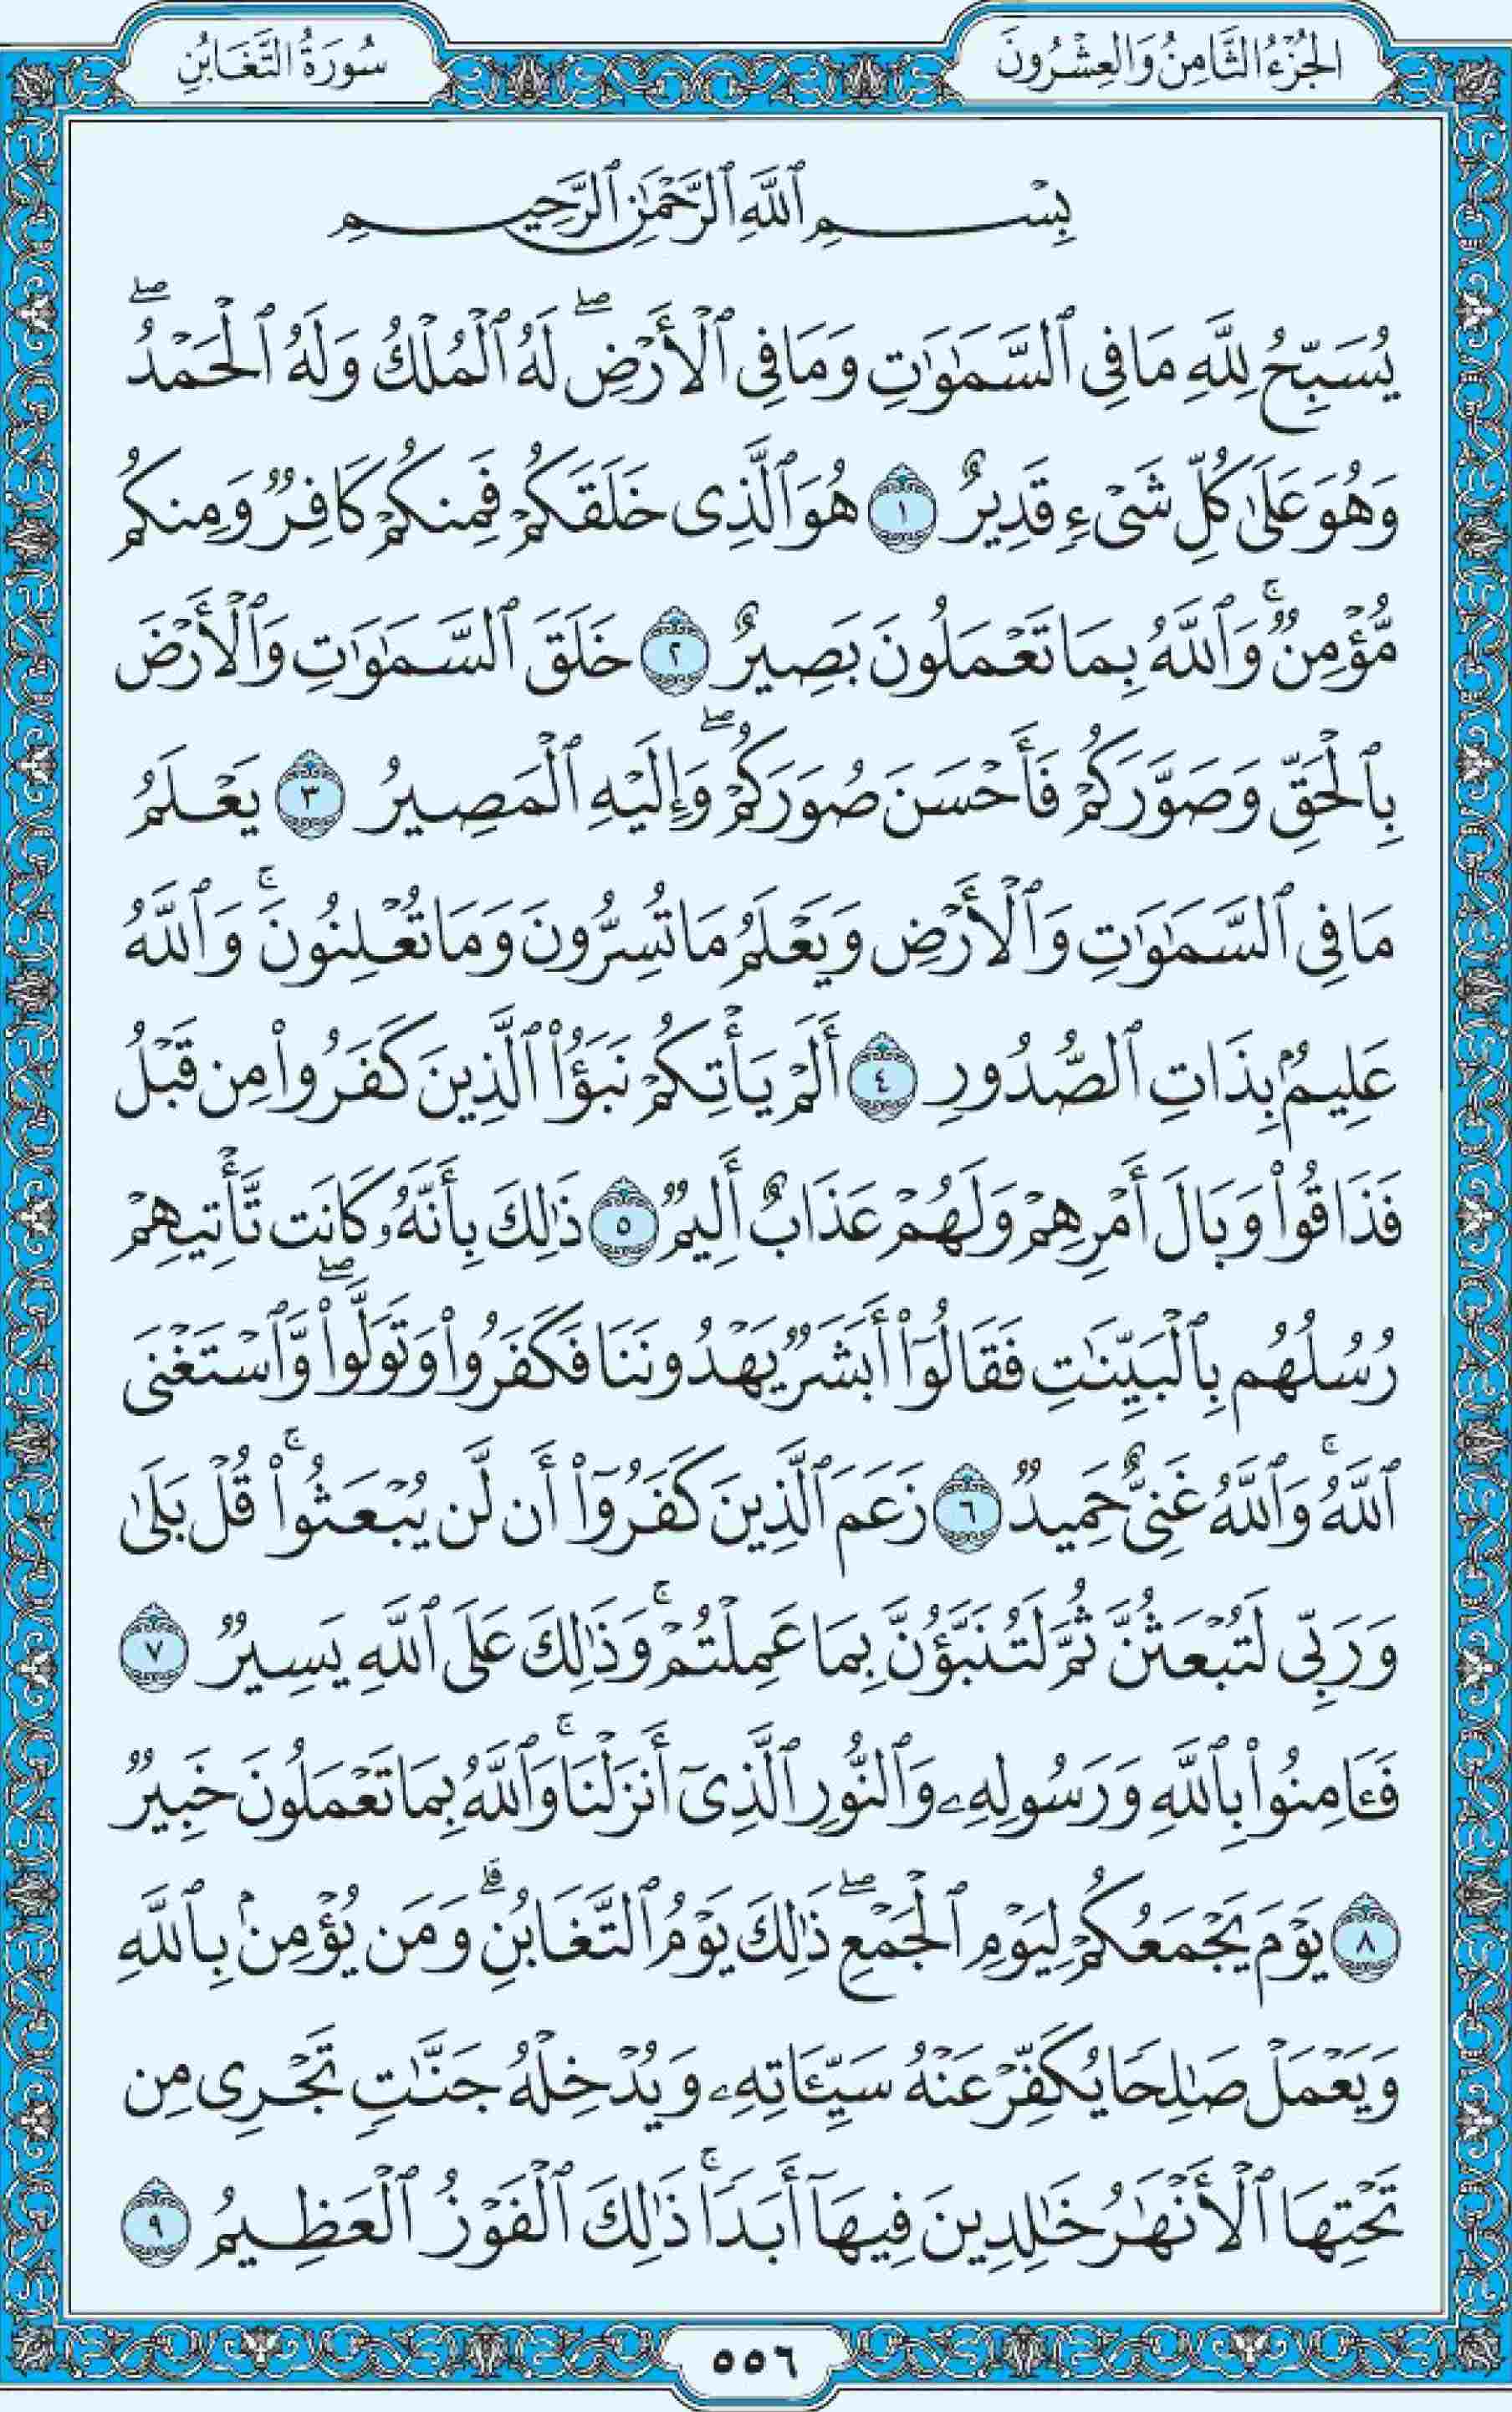 الجُزْءُ الثَّامِنُ وَالعِشْرُونَ
سُورَةُ التَّغَابُنِ
بِسْمِ ٱللَّهِ ٱلرَّحْمَٰنِ ٱلرَّحِيمِ
يُسَبِّحُ لِلَّهِ مَا فِى ٱلسَّمَٰوَٰتِ وَمَا فِى ٱلْأَرْضِ ۖ لَهُ ٱلْمُلْكُ وَلَهُ ٱلْحَمْدُ ۖ
وَهُوَ عَلَىٰ كُلِّ شَىْءٍ قَدِيرٌ ١ هُوَ ٱلَّذِى خَلَقَكُمْ فَمِنكُمْ كَافِرٌ وَمِنكُم
مُّؤْمِنٌ ۚ وَٱللَّهُ بِمَا تَعْمَلُونَ بَصِيرٌ ٢ خَلَقَ ٱلسَّمَٰوَٰتِ وَٱلْأَرْضَ
بِٱلْحَقِّ وَصَوَّرَكُمْ فَأَحْسَنَ صُوَرَكُمْ ۖ وَإِلَيْهِ ٱلْمَصِيرُ ٣ يَعْلَمُ
مَا فِى ٱلسَّمَٰوَٰتِ وَٱلْأَرْضِ وَيَعْلَمُ مَا تُسِرُّونَ وَمَا تُعْلِنُونَ ۚ وَٱللَّهُ
عَلِيمٌۢ بِذَاتِ ٱلصُّدُورِ ٤ أَلَمْ يَأْتِكُمْ نَبَؤُا۟ ٱلَّذِينَ كَفَرُوا۟ مِن قَبْلُ
فَذَاقُوا۟ وَبَالَ أَمْرِهِمْ وَلَهُمْ عَذَابٌ أَلِيمٌ ٥ ذَٰلِكَ بِأَنَّهُۥ كَانَت تَّأْتِيهِمْ
رُسُلُهُم بِٱلْبَيِّنَٰتِ فَقَالُوٓا۟ أَبَشَرٌ يَهْدُونَنَا فَكَفَرُوا۟ وَتَوَلَّوا۟ ۖ وَّٱسْتَغْنَى
ٱللَّهُ ۚ وَٱللَّهُ غَنِىٌّ حَمِيدٌ ٦ زَعَمَ ٱلَّذِينَ كَفَرُوٓا۟ أَن لَّن يُبْعَثُوا۟ ۚ قُلْ بَلَىٰ
وَرَبِّى لَتُبْعَثُنَّ ثُمَّ لَتُنَبَّؤُنَّ بِمَا عَمِلْتُمْ ۚ وَذَٰلِكَ عَلَى ٱللَّهِ يَسِيرٌ ٧
فَـَٔامِنُوا۟ بِٱللَّهِ وَرَسُولِهِۦ وَٱلنُّورِ ٱلَّذِىٓ أَنزَلْنَا ۚ وَٱللَّهُ بِمَا تَعْمَلُونَ خَبِيرٌ
٨ يَوْمَ يَجْمَعُكُمْ لِيَوْمِ ٱلْجَمْعِ ۖ ذَٰلِكَ يَوْمُ ٱلتَّغَابُنِ ۗ وَمَن يُؤْمِنۢ بِٱللَّهِ
وَيَعْمَلْ صَٰلِحًا يُكَفِّرْ عَنْهُ سَيِّـَٔاتِهِۦ وَيُدْخِلْهُ جَنَّٰتٍ تَجْرِى مِن
تَحْتِهَا ٱلْأَنْهَٰرُ خَٰلِدِينَ فِيهَآ أَبَدًا ۚ ذَٰلِكَ ٱلْفَوْزُ ٱلْعَظِيمُ ٩
٥٥٦